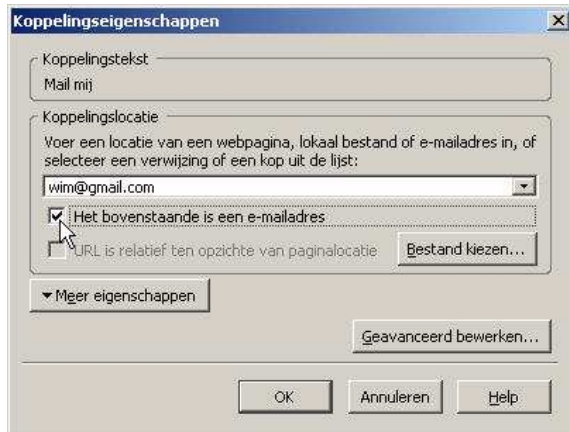 Koppelingseigenschappen
Koppelingstekst
Mail mij
Koppelingslocatie
Voer een locatie van een webpagina, lokaal bestand of e-mailadres in, of
selecteer een verwijzing of een kop uit de lijst:
wim@gmail.com
Het bovenstaande is een e-mailadres
URL is relatief ten opzichte van paginalocatie
Bestand kiezen...
Meer eigenschappen
Geavanceerd bewerken...
OK Annuleren Help